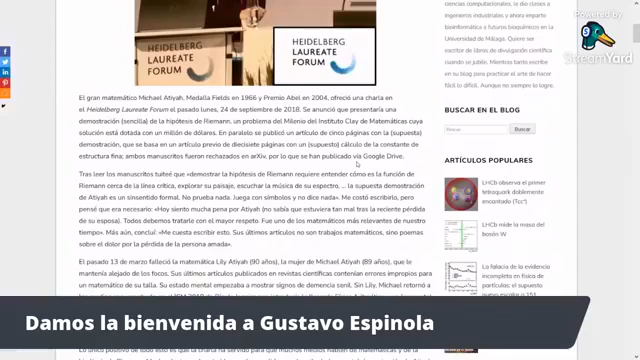 HEIDELBERG
LAUREATE
FORUM
HEIDELBERG
LAUREATE
FORUM
El gran matemático Michael Atiyah, Medalla Fields en 1966 y Premio Abel en 2004, ofreció una charla en
el Heidelberg Laureate Forum el pasado lunes, 24 de septiembre de 2018. Se anunció que presentaría una
demostración (sencilla) de la hipótesis de Riemann, un problema del Milenio del Instituto Clay de Matemáticas cuya
solución está dotada con un millón de dólares. En paralelo se publicó un artículo de cinco páginas con la (supuesta)
demostración, que se basa en un artículo previo de diecisiete páginas con un (supuesto) cálculo de la constante de
estructura fina; ambos manuscritos fueron rechazados en arXiv, por lo que se han publicado vía Google Drive.
Tras leer los manuscritos tuiteé que «demostrar la hipótesis de Riemann requiere entender cómo es la función de
Riemann cerca de la línea crítica, explorar su paisaje, escuchar la música de su espectro, … la supuesta demostración
de Atiyah es un sinsentido formal. No prueba nada. Juega con símbolos y no dice nada». Me costó escribirlo, pero
pensé que era necesario: «Hoy siento mucha pena por Atiyah (no sabía que estuviera tan mal tras la reciente pérdida
de su esposa). Todos debemos tratarle con el mayor respeto. Fue uno de los matemáticos más relevantes de nuestro
tiempo». Más aún, concluí: «Me cuesta escribir esto. Sus últimos artículos no son trabajos matemáticos, sino poemas
sobre el dolor por la pérdida de la persona amada».
El pasado 13 de marzo falleció la matemática Lily Atiyah (90 años), la mujer de Michael Atiyah (89 años), que le
mantenía alejado de los focos. Sus últimos artículos publicados en revistas científicas contenían errores impropios para
un matemático de su talla. Su estado mental empezaba a mostrar signos de demencia senil. Sin Lily, Michael retornó a
ciencias computacionales, le dio clases a
ingenieros industriales y ahora imparte
bioinformática a futuros bioquímicos en la
Universidad de Málaga. Quiere ser
escritor de libros de divulgación científica
cuando se jubile. Mientras tanto escribe
en su blog para practicar el arte de hacer
fácil lo difícil. Aunque no siempre lo logre.
BUSCAR EN EL BLOG
Buscar
ARTÍCULOS POPULARES
LHCb observa el primer
tetraquark doblemente
encantado (Tcc⁺)
LHCb mide la masa del
bosón W
La falacia de la evidencia
incompleta en física de
partículas: el supuesto
Powered by
StreamYard
Damos la bienvenida a Gustavo Espinola